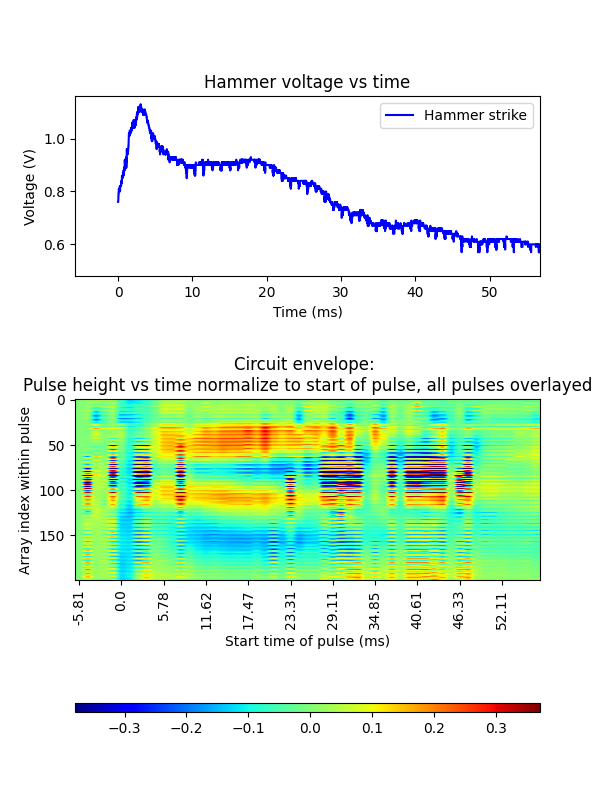 Hammer voltage vs time
Hammer strike
Voltage (V)
1.0
0.8
0.6
0 10 20 30 40 50
Time (ms)
Circuit envelope:
Pulse height vs time normalize to start of pulse, all pulses overlayed
Array index within pulse
0
50
100
150
-5.81 0.0 5.78 11.62 17.47 23.31 29.11 34.85 40.61 46.33 52.11
Start time of pulse (ms)
−0.3 −0.2 −0.1 0.0 0.1 0.2 0.3